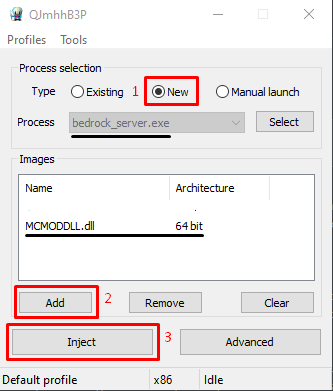 QJmhhB3P
Profiles Tools
Process selection
Type Existing 1 New Manual launch
Process bedrock_server.exe Select
Images
Name Architecture
MCMODDLL.dll 64 bit
Add 2 Remove Clear
Inject 3 Advanced
Default profile x86 Idle